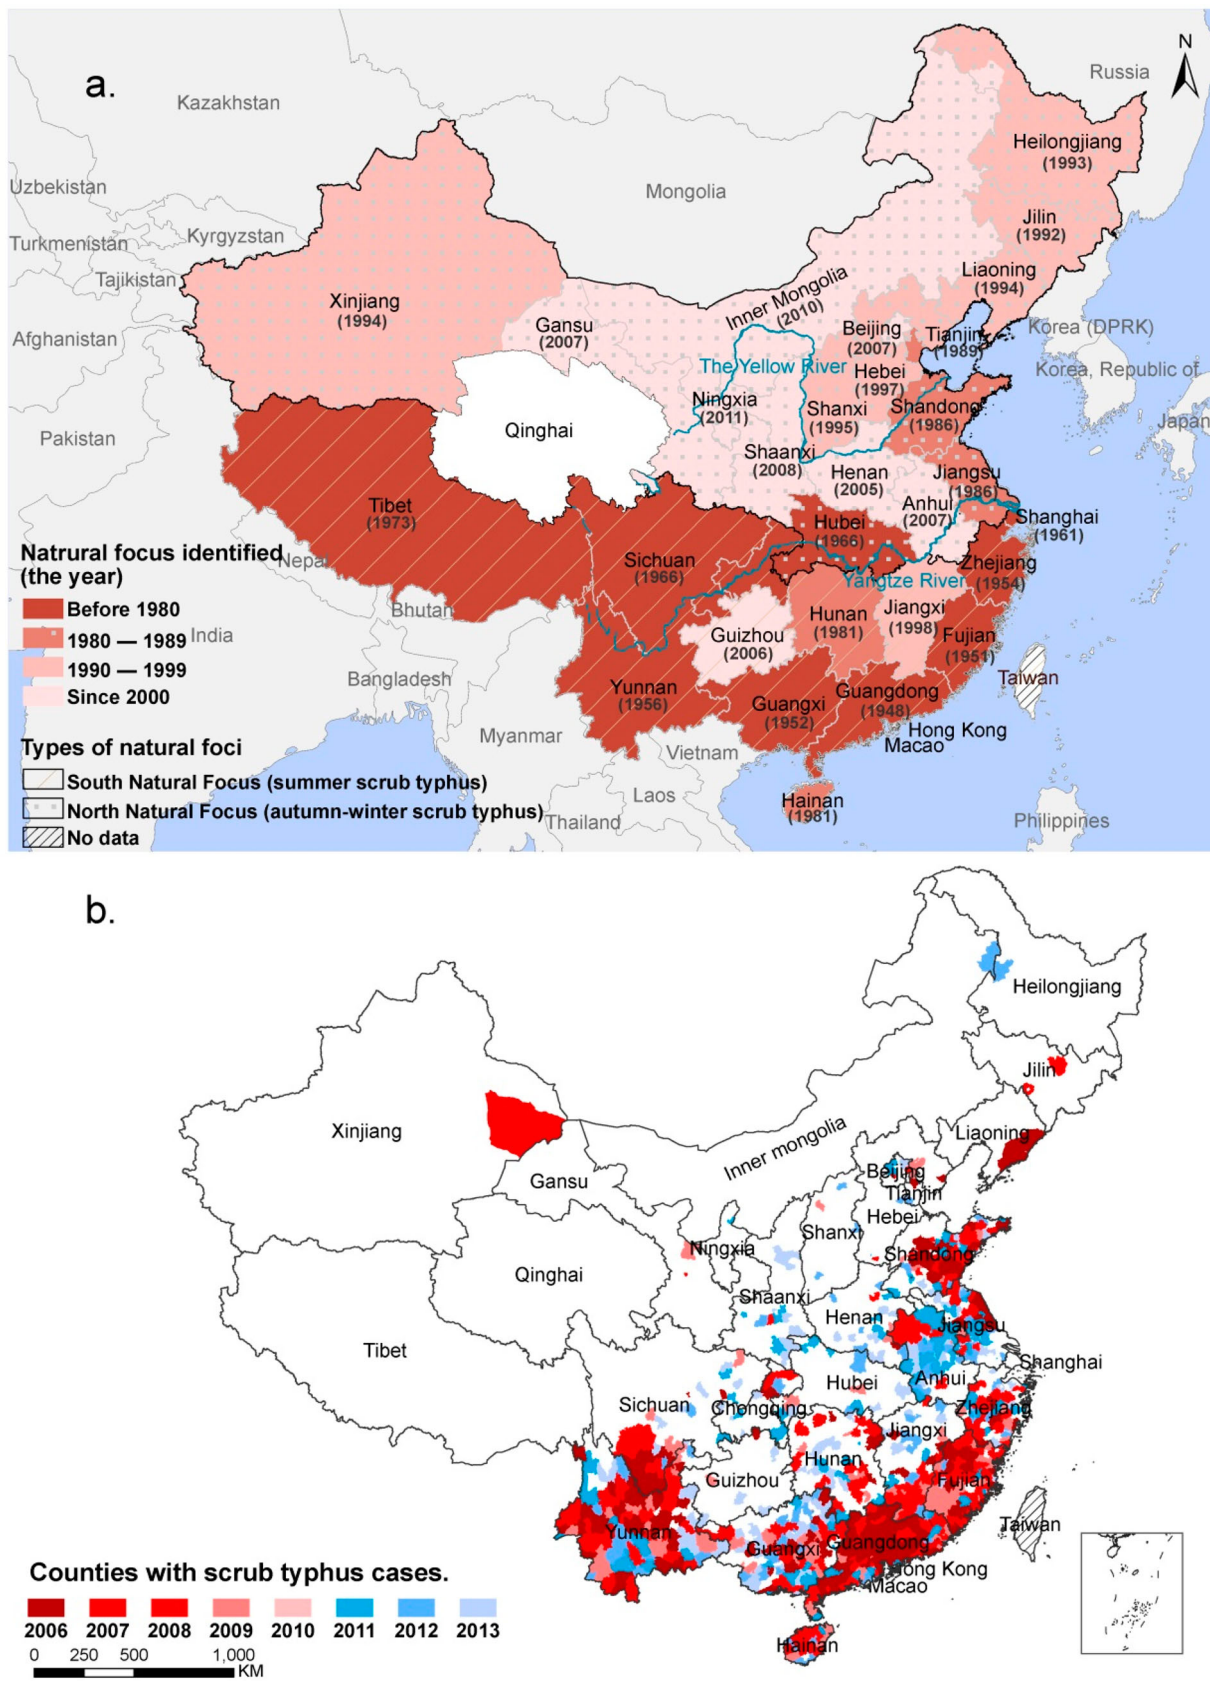 a.
N
Russia
Kazakhstan
Heilongjiang
(1993)
Uzbekistan
Mongolia
Jilin
(1992)
Turkmenistan
Kyrgyzstan
Tajikistan
Liaoning
(1994)
Xinjiang
(1994)
Inner Mongolia
(2010)
Gansu
(2007)
Beijing
(2007)
Tianjin
(1989)
Korea (DPRK)
Afghanistan
The Yellow River
Hebei
(1997)
Korea, Republic of
Ningxia
(2011)
Shanxi
(1995)
Shandong
(1986)
Japan
Pakistan
Qinghai
Shaanxi
(2008)
Henan
(2005)
Jiangsu
(1986)
Tibet
(1973)
Anhui
(2007)
Hubei
(1966)
Shanghai
(1961)
Natrural focus identified
(the year)
Nepal
Sichuan
(1966)
Zhejiang
(1954)
Yangtze River
Before 1980
Bhutan
Hunan
(1981)
Jiangxi
(1998)
1980 — 1989
India
Guizhou
(2006)
Fujian
(1951)
1990 — 1999
Bangladesh
Taiwan
Since 2000
Yunnan
(1956)
Guangxi
(1952)
Guangdong
(1948)
Types of natural foci
Myanmar
Hong Kong
Macao
Vietnam
South Natural Focus (summer scrub typhus)
Laos
Hainan
(1981)
North Natural Focus (autumn-winter scrub typhus)
Thailand
Philippines
No data
b.
Heilongjiang
Jilin
Xinjiang
Liaoning
Inner mongolia
Gansu
Beijing
Tianjin
Hebei
Shanxi
Ningxia
Shandong
Qinghai
Shaanxi
Henan
Jiangsu
Tibet
Shanghai
Anhui
Hubei
Sichuan
Chongqing
Zhejiang
Jiangxi
Hunan
Guizhou
Fujian
Taiwan
Yunnan
Guangxi
Guangdong
Hong Kong
Macao
Hainan
Counties with scrub typhus cases.
2006 2007 2008 2009 2010 2011 2012 2013
0 250 500 1,000
KM